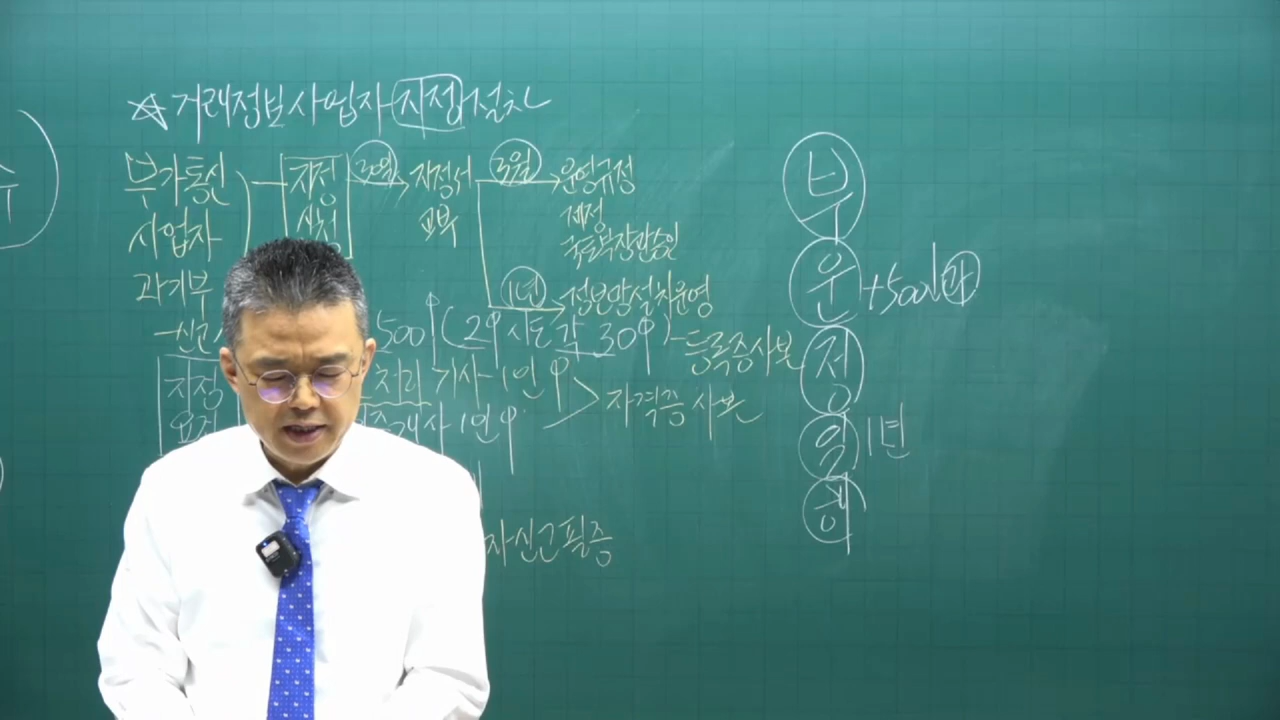 ☆거래정보사업자 지정절차
부가통신 지정 30일 지정서 3월 운영규정
사업자 신청 교부 제정
과기부 국토부장관승인
신고 1년 정보망설치운영
500↑(2↑시도 각 30↑) - 등록증사본
지정 처리기사 1인↑ > 자격증 사본
요건 개사 1인↑
자신고필증
부
운 +500↓ 과
정
일 1년
해